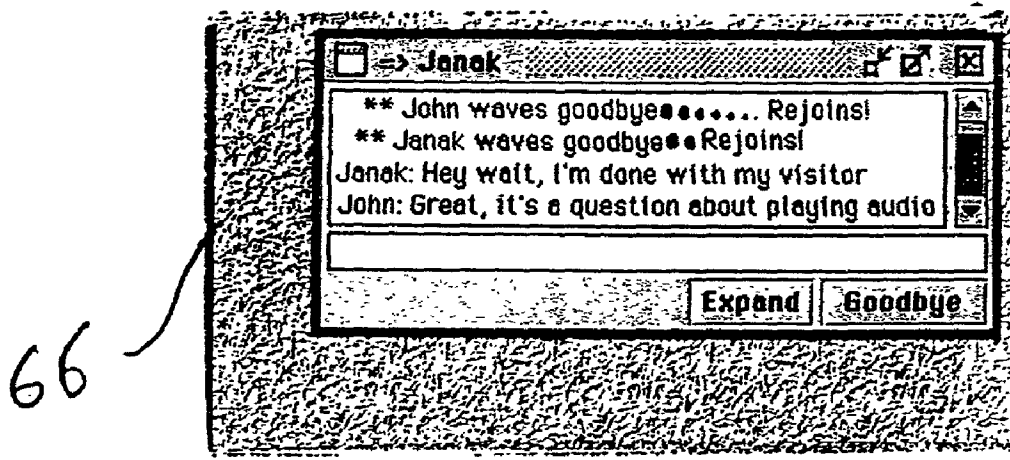 => Janak
** John waves goodbye●●●●... Rejoins!
** Janak waves goodbye●●Rejoins!
Janak: Hey wait, I'm done with my visitor
John: Great, it's a question about playing audio
Expand Goodbye
66